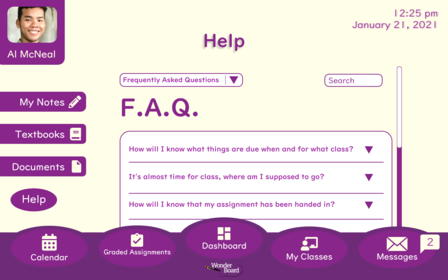 12:25 pm
January 21, 2021
Al McNeal
Help
Frequently Asked Questions
Search
F.A.Q.
My Notes
Textbooks
Documents
Help
How will I know what things are due when and for what class?
It's almost time for class, where am I supposed to go?
How will I know that my assignment has been handed in?
Calendar
Graded Assignments
Dashboard
My Classes
Messages
2
Wonder
Board